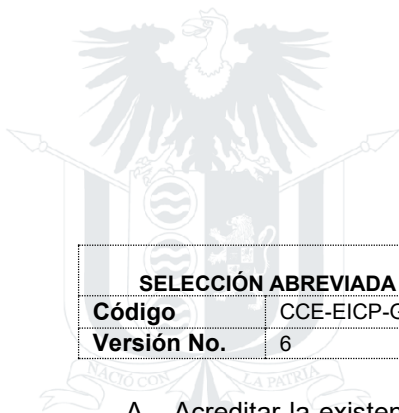 SELECCIÓN ABREVIADA
Código CCE-EICP-G
Versión No. 6
NACIÓ CON LA PATRIA
A. Acreditar la existen